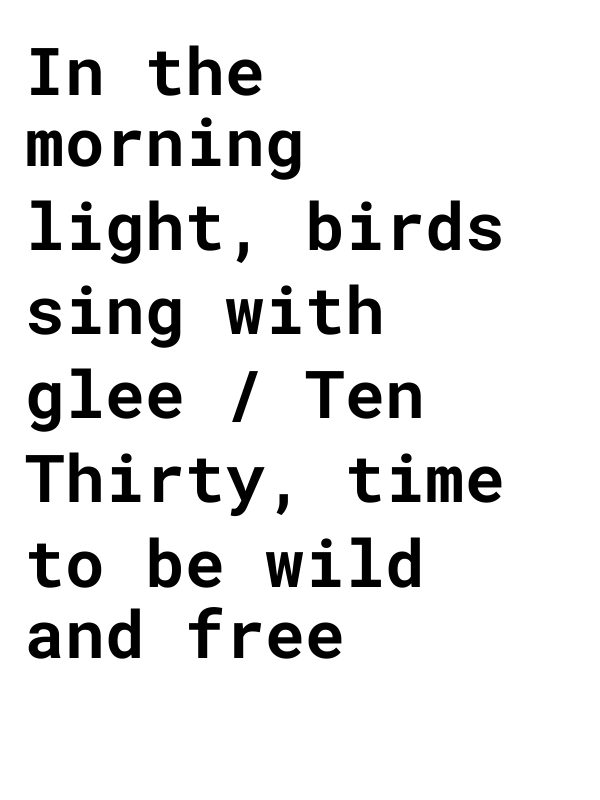 In the
morning
light, birds
sing with
glee / Ten
Thirty, time
to be wild
and free